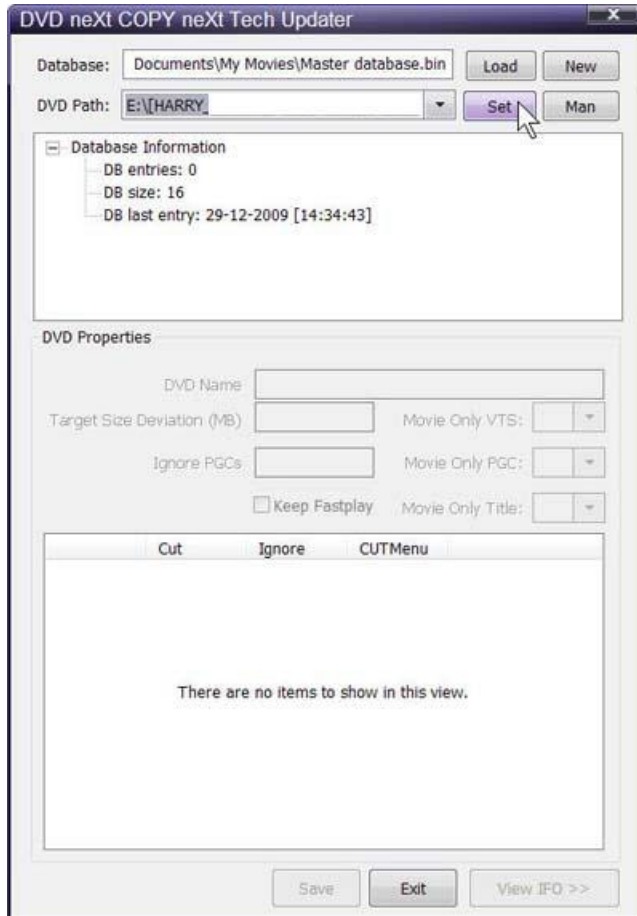 DVD neXt COPY neXt Tech Updater
Database: Documents\My Movies\Master database.bin Load New
DVD Path: E:\[HARRY_ Set Man
Database Information
DB entries: 0
DB size: 16
DB last entry: 29-12-2009 [14:34:43]
DVD Properties
DVD Name
Target Size Deviation (MB) Movie Only VTS:
Ignore PGCs Movie Only PGC:
Keep Fastplay Movie Only Title:
Cut Ignore CUTMenu
There are no items to show in this view.
Save Exit View IFO >>